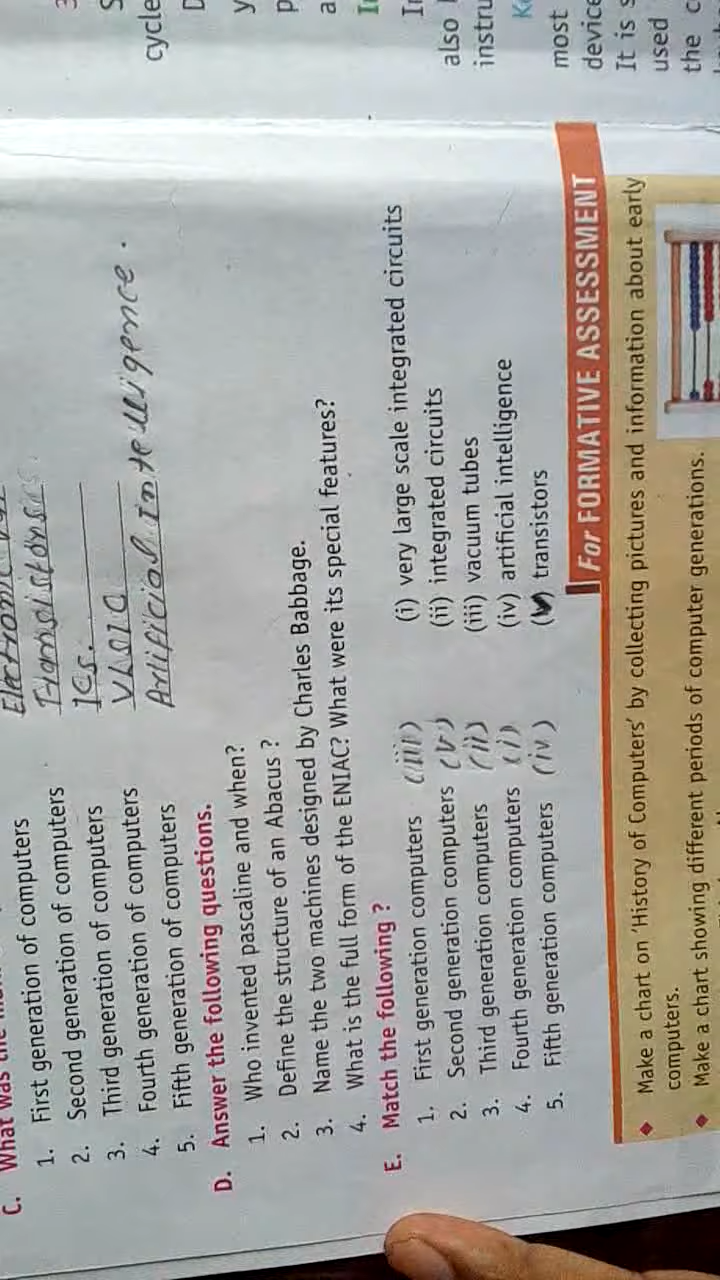 C. What was the
1. First generation of computers
2. Second generation of computers Transistors
3. Third generation of computers ICs.
4. Fourth generation of computers VLSIC
5. Fifth generation of computers Artificial intelligence.
D. Answer the following questions.
1. Who invented pascaline and when?
2. Define the structure of an Abacus ?
3. Name the two machines designed by Charles Babbage.
4. What is the full form of the ENIAC? What were its special features?
E. Match the following ?
1. First generation computers (iii) (i) very large scale integrated circuits
2. Second generation computers (v) (ii) integrated circuits
3. Third generation computers (ii) (iii) vacuum tubes
4. Fourth generation computers (i) (iv) artificial intelligence
5. Fifth generation computers (iv) (v) transistors
For FORMATIVE ASSESSMENT
Make a chart on 'History of Computers' by collecting pictures and information about early
computers.
Make a chart showing different periods of computer generations.
cycle
also
instru
most
device
It is s
used
the c